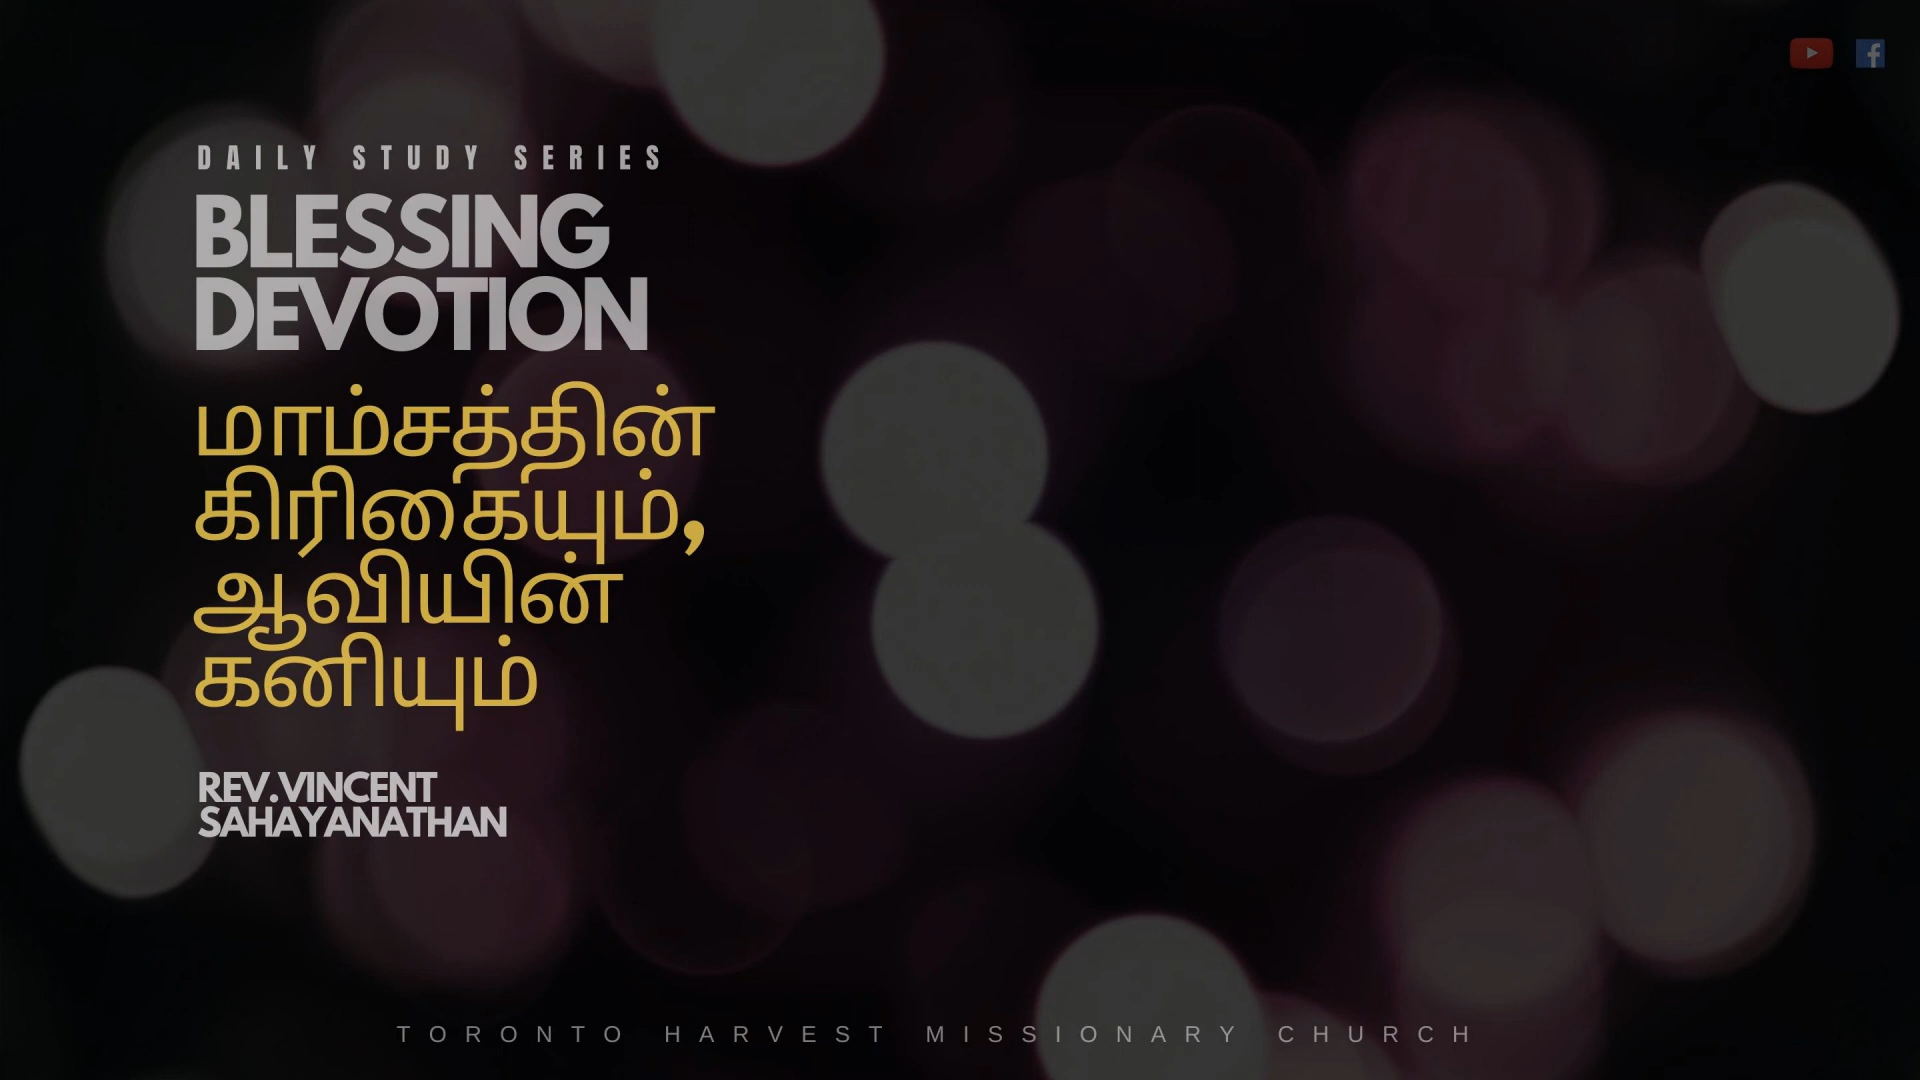 DAILY STUDY SERIES
BLESSING
DEVOTION
மாம்சத்தின்
கிரிகையும்,
ஆவியின்
கனியும்
REV.VINCENT
SAHAYANATHAN
TORONTO HARVEST MISSIONARY CHURCH